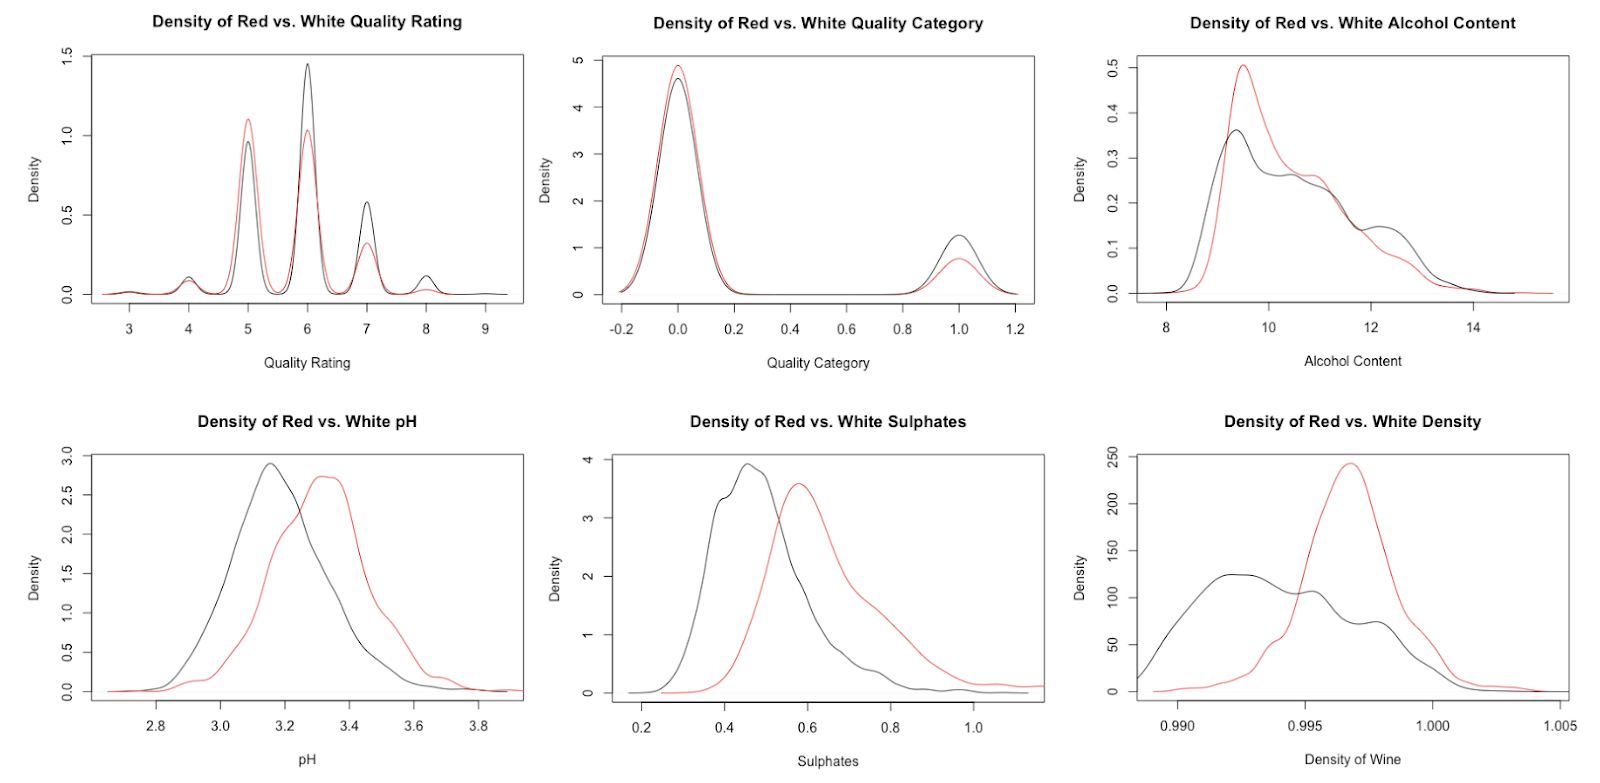 Density of Red vs. White Quality Rating
Density
0.0 0.5 1.0 1.5
3 4 5 6 7 8 9
Quality Rating
Density of Red vs. White Quality Category
Density
0 1 2 3 4 5
-0.2 0.0 0.2 0.4 0.6 0.8 1.0 1.2
Quality Category
Density of Red vs. White Alcohol Content
Density
0.0 0.1 0.2 0.3 0.4 0.5
8 10 12 14
Alcohol Content
Density of Red vs. White pH
Density
0.0 0.5 1.0 1.5 2.0 2.5 3.0
2.8 3.0 3.2 3.4 3.6 3.8
pH
Density of Red vs. White Sulphates
Density
0 1 2 3 4
0.2 0.4 0.6 0.8 1.0
Sulphates
Density of Red vs. White Density
Density
0 50 100 150 200 250
0.990 0.995 1.000 1.005
Density of Wine